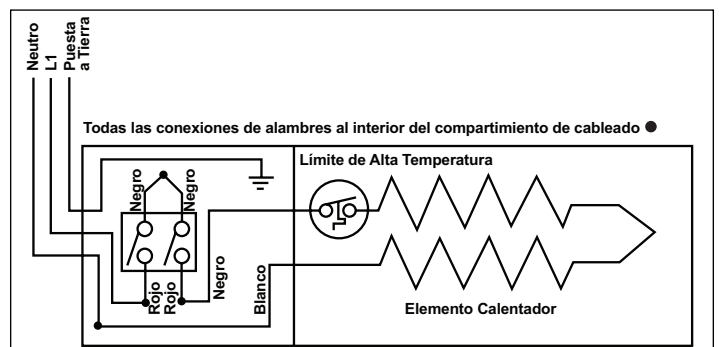 Neutro
L1
Puesta
a Tierra
Todas las conexiones de alambres al interior del compartimiento de cableado
Límite de Alta Temperatura
Negro
Negro
Rojo
Rojo
Negro
Blanco
Elemento Calentador